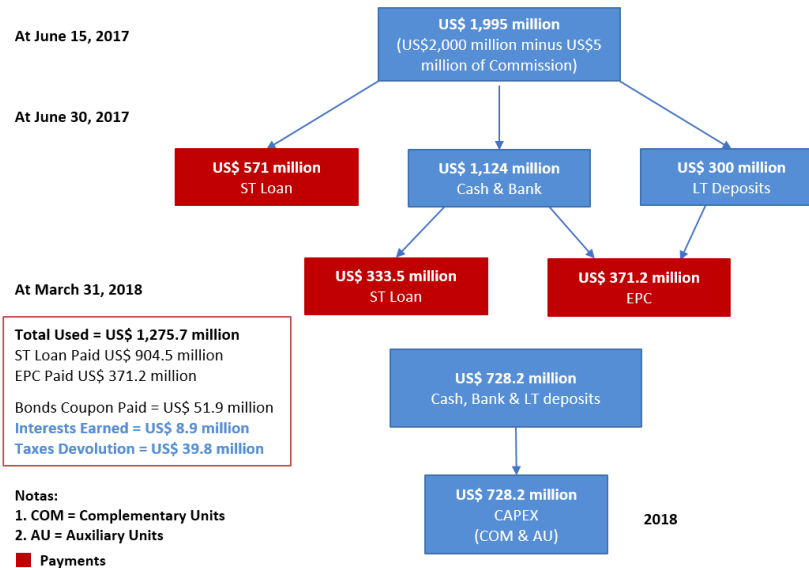 At June 15, 2017
US$ 1,995 million
(US$2,000 million minus US$5
million of Commission)
At June 30, 2017
US$ 571 million
ST Loan
US$ 1,124 million
Cash & Bank
US$ 300 million
LT Deposits
At March 31, 2018
US$ 333.5 million
ST Loan
US$ 371.2 million
EPC
Total Used = US$ 1,275.7 million
ST Loan Paid US$ 904.5 million
EPC Paid US$ 371.2 million
Bonds Coupon Paid = US$ 51.9 million
Interests Earned = US$ 8.9 million
Taxes Devolution = US$ 39.8 million
US$ 728.2 million
Cash, Bank & LT deposits
US$ 728.2 million
CAPEX
(COM & AU)
2018
Notas:
1. COM = Complementary Units
2. AU = Auxiliary Units
Payments